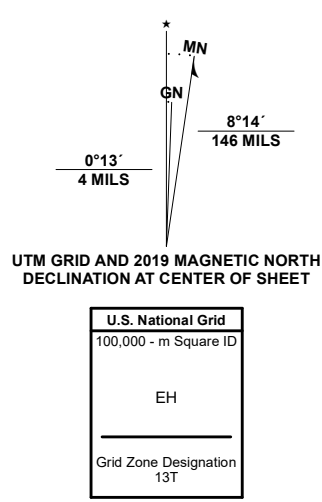 ★
MN
GN
8°14´
146 MILS
0°13´
4 MILS
UTM GRID AND 2019 MAGNETIC NORTH
DECLINATION AT CENTER OF SHEET
U.S. National Grid
100,000 - m Square ID
EH
Grid Zone Designation
13T